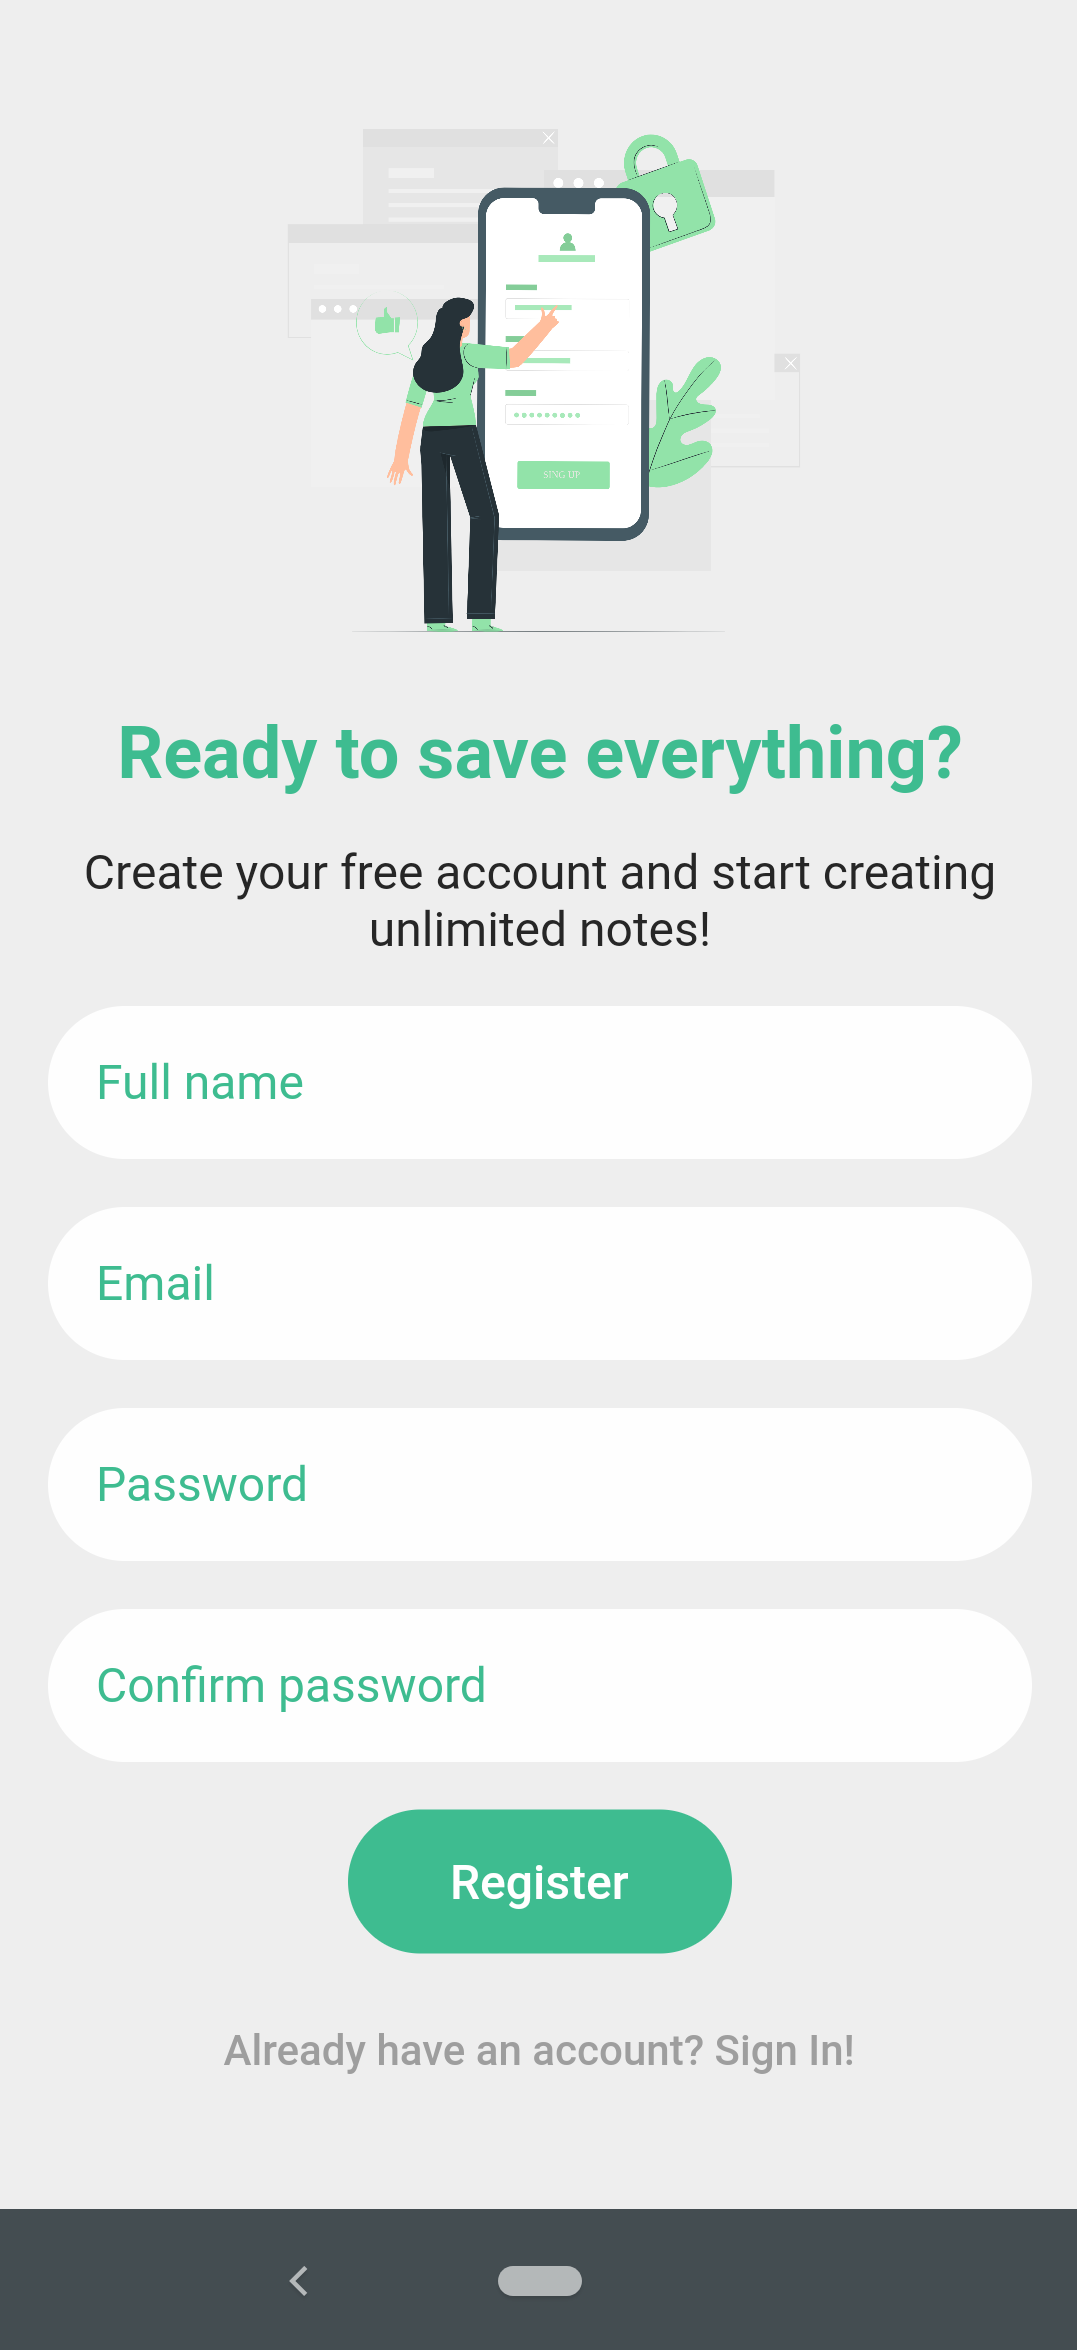 SING UP
Ready to save everything?
Create your free account and start creating
unlimited notes!
Full name
Email
Password
Confirm password
Register
Already have an account? Sign In!